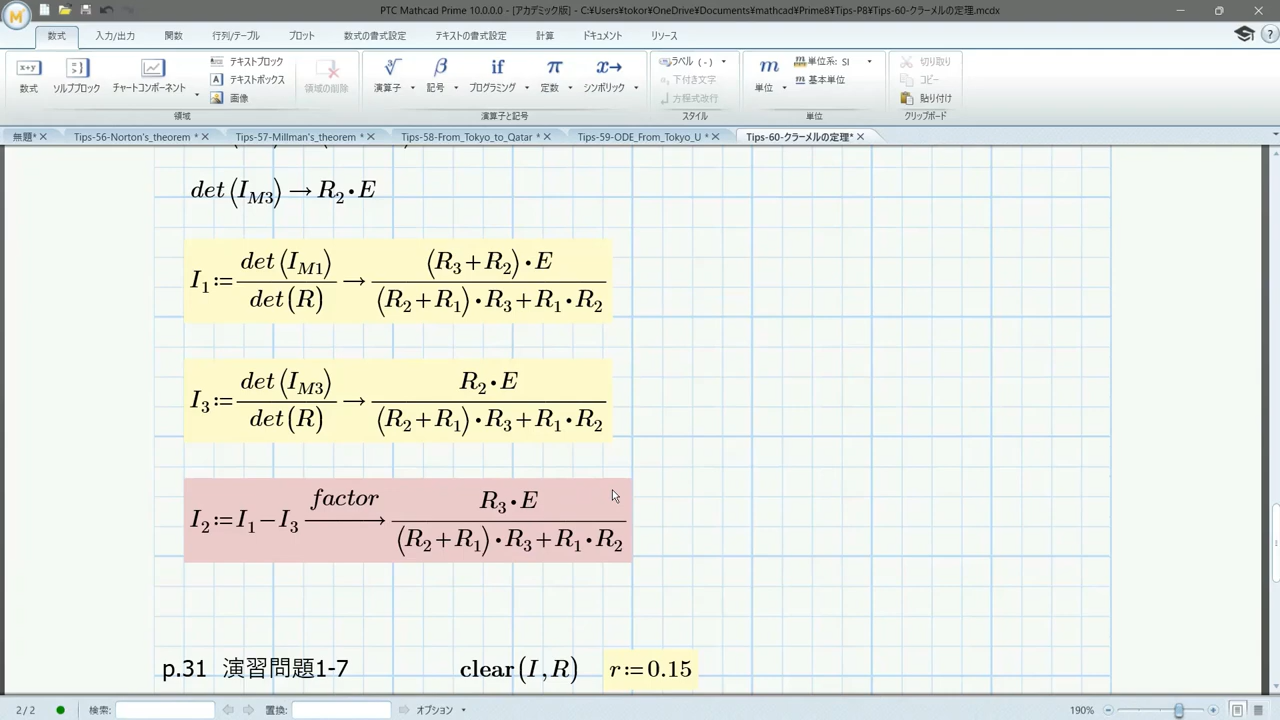 PTC Mathcad Prime 10.0.0.0 - [アカデミック版] - C:¥Users¥tokor¥OneDrive¥Documents¥mathcad¥Prime8¥Tips-P8¥Tips-60-クラーメルの定理.mcdx
数式 入力/出力 関数 行列/テーブル プロット 数式の書式設定 テキストの書式設定 計算 ドキュメント リソース
数式 ソルブブロック チャートコンポーネント テキストブロック テキストボックス 画像 領域の削除 演算子 記号 プログラミング 定数 シンボリック ラベル (-) 下付き文字 方程式改行 単位 単位系: SI 基本単位 切り取り コピー 貼り付け
領域 演算子と記号 スタイル 単位 クリップボード
無題* Tips-56-Norton's_theorem * Tips-57-Millman's_theorem * Tips-58-From_Tokyo_to_Qatar * Tips-59-ODE_From_Tokyo_U * Tips-60-クラーメルの定理*
det(I_M3) → R_2・E
I_1 := det(I_M1)/det(R) → (R_3+R_2)・E/((R_2+R_1)・R_3+R_1・R_2)
I_3 := det(I_M3)/det(R) → R_2・E/((R_2+R_1)・R_3+R_1・R_2)
I_2 := I_1−I_3 factor → R_3・E/((R_2+R_1)・R_3+R_1・R_2)
p.31 演習問題1-7 clear(I,R) r := 0.15
2/2 検索: 置換: オプション 190%